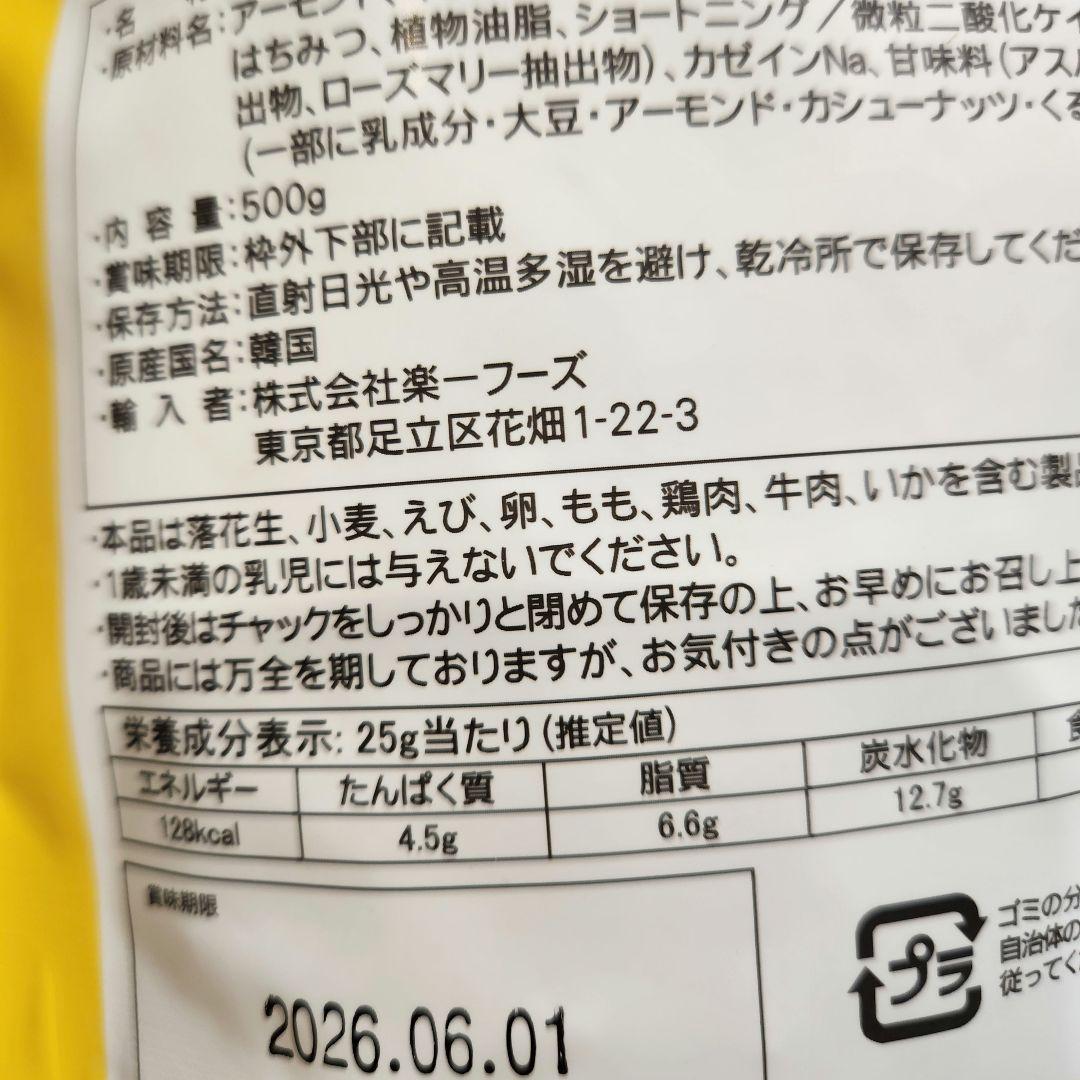 ・名
・原材料名：アーモンド、
はちみつ、植物油脂、ショートニング／微粒二酸化ケイ
出物、ローズマリー抽出物)、カゼインNa、甘味料(アス
(一部に乳成分・大豆・アーモンド・カシューナッツ・くる
・内容量：500g
・賞味期限：枠外下部に記載
・保存方法：直射日光や高温多湿を避け、乾冷所で保存してくだ
・原産国名：韓国
・輸入者：株式会社楽一フーズ
東京都足立区花畑1-22-3
・本品は落花生、小麦、えび、卵、もも、鶏肉、牛肉、いかを含む製品
・1歳未満の乳児には与えないでください。
・開封後はチャックをしっかりと閉めて保存の上、お早めにお召し上
・商品には万全を期しておりますが、お気付きの点がございました
栄養成分表示: 25g当たり(推定値)
エネルギー たんぱく質 脂質 炭水化物
128kcal 4.5g 6.6g 12.7g
賞味期限
2026.06.01
プラ
ゴミの分
自治体の
従ってく